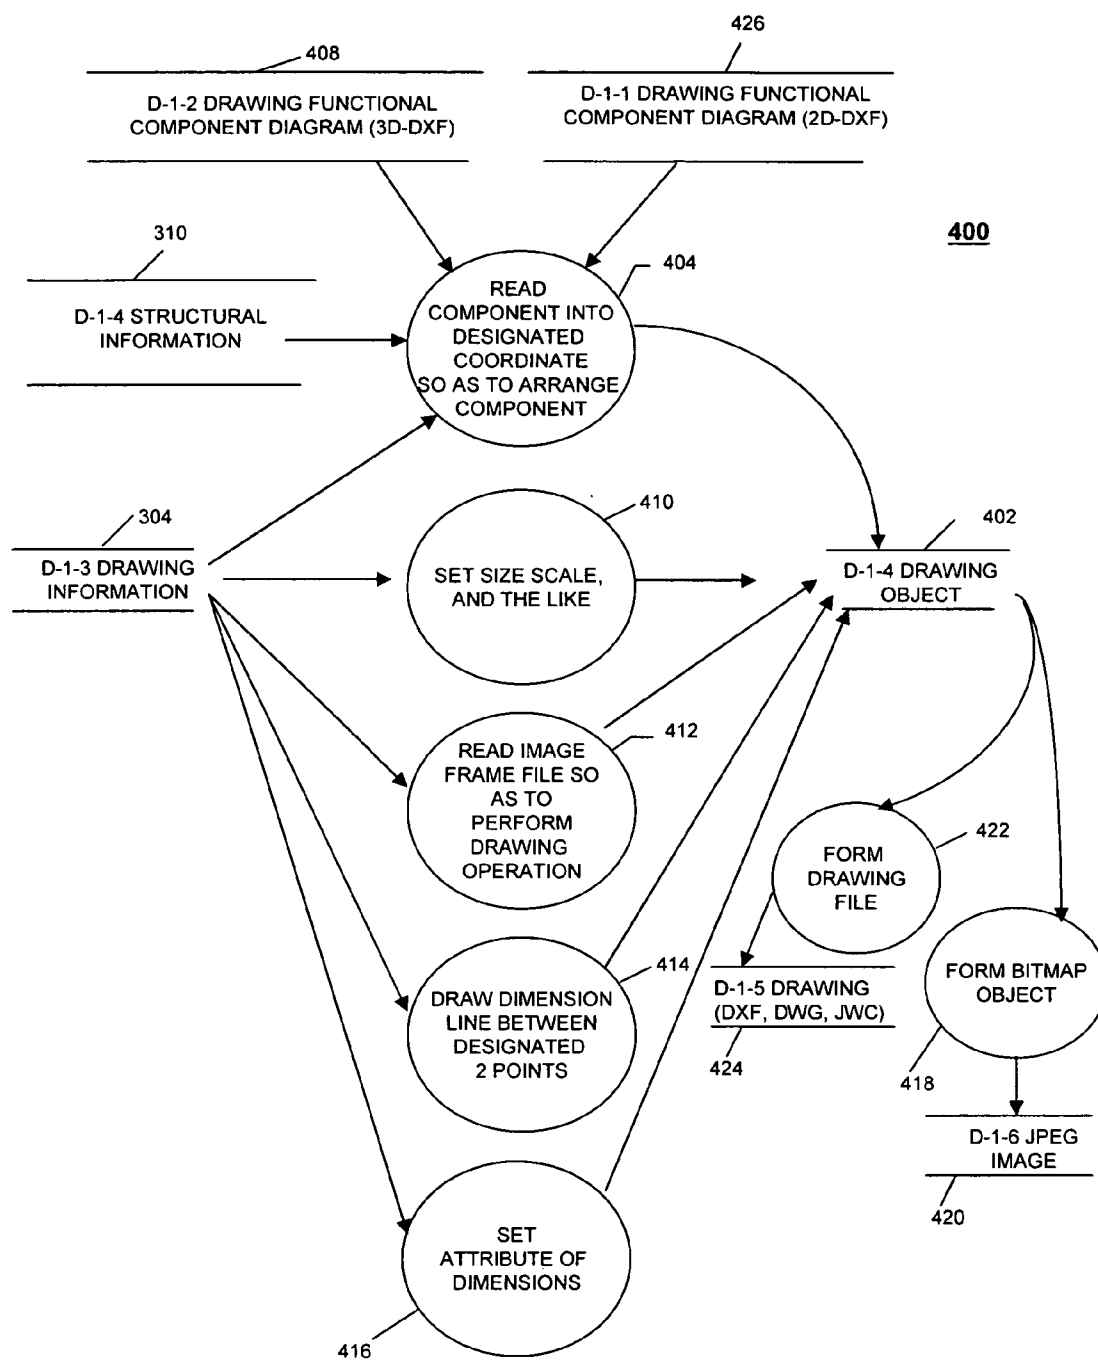 408
426
D-1-2 DRAWING FUNCTIONAL
COMPONENT DIAGRAM (3D-DXF)
D-1-1 DRAWING FUNCTIONAL
COMPONENT DIAGRAM (2D-DXF)
400
310
404
D-1-4 STRUCTURAL
INFORMATION
READ
COMPONENT INTO
DESIGNATED
COORDINATE
SO AS TO ARRANGE
COMPONENT
304
410
402
D-1-3 DRAWING
INFORMATION
SET SIZE SCALE,
AND THE LIKE
D-1-4 DRAWING
OBJECT
412
READ IMAGE
FRAME FILE SO
AS TO
PERFORM
DRAWING
OPERATION
422
FORM
DRAWING
FILE
414
DRAW DIMENSION
LINE BETWEEN
DESIGNATED
2 POINTS
D-1-5 DRAWING
(DXF, DWG, JWC)
424
FORM BITMAP
OBJECT
418
D-1-6 JPEG
IMAGE
420
SET
ATTRIBUTE OF
DIMENSIONS
416